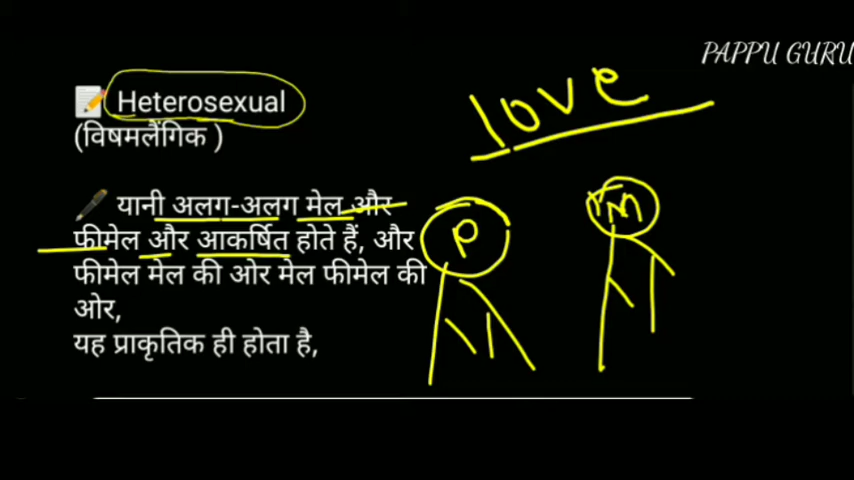 PAPPU GURU
Heterosexual
(विषमलैंगिक )
love
यानी अलग-अलग मेल और
फीमेल और आकर्षित होते हैं, और
फीमेल मेल की ओर मेल फीमेल की
ओर,
यह प्राकृतिक ही होता है,
P
M